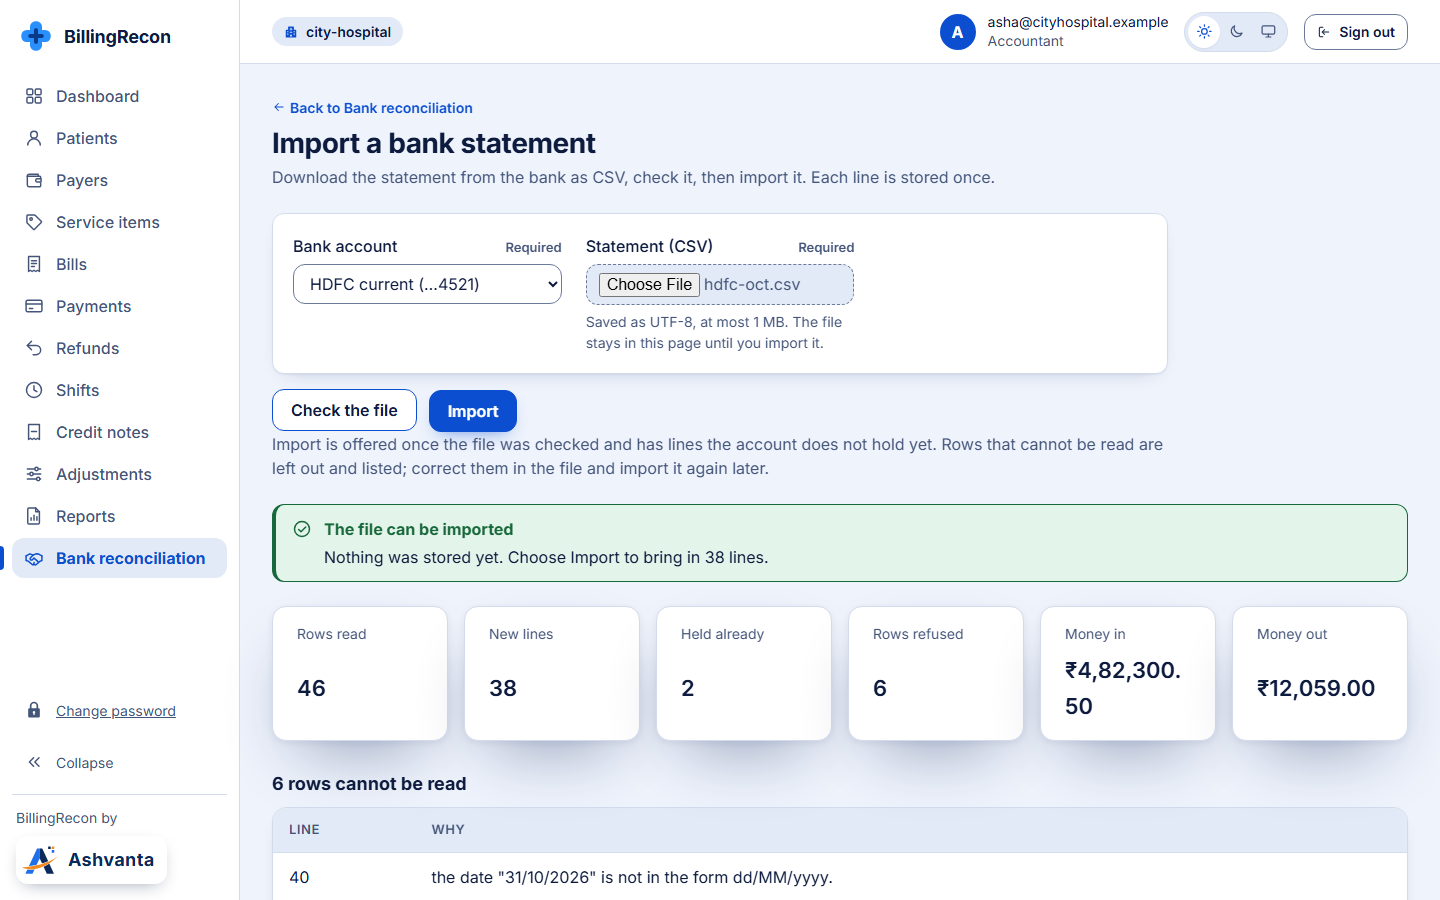 BillingRecon
city-hospital
A
asha@cityhospital.example
Accountant
Sign out
Dashboard
Patients
Payers
Service items
Bills
Payments
Refunds
Shifts
Credit notes
Adjustments
Reports
Bank reconciliation
Change password
Collapse
BillingRecon by
Ashvanta
Back to Bank reconciliation
Import a bank statement
Download the statement from the bank as CSV, check it, then import it. Each line is stored once.
Bank account Required
HDFC current (...4521)
Statement (CSV) Required
Choose File hdfc-oct.csv
Saved as UTF-8, at most 1 MB. The file
stays in this page until you import it.
Check the file
Import
Import is offered once the file was checked and has lines the account does not hold yet. Rows that cannot be read are
left out and listed; correct them in the file and import it again later.
The file can be imported
Nothing was stored yet. Choose Import to bring in 38 lines.
Rows read
46
New lines
38
Held already
2
Rows refused
6
Money in
₹4,82,300.
50
Money out
₹12,059.00
6 rows cannot be read
LINE WHY
40 the date "31/10/2026" is not in the form dd/MM/yyyy.